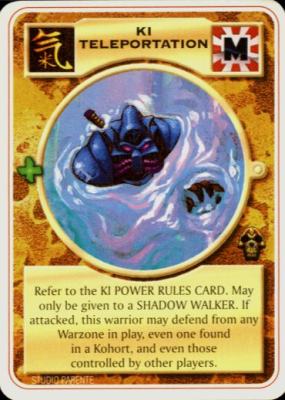 氣
KI
TELEPORTATION
M
Refer to the KI POWER RULES CARD. May
only be given to a SHADOW WALKER. If
attacked, this warrior may defend from any
Warzone in play, even one found
in a Kohort, and even those
controlled by other players.
STUDIO PARENTE